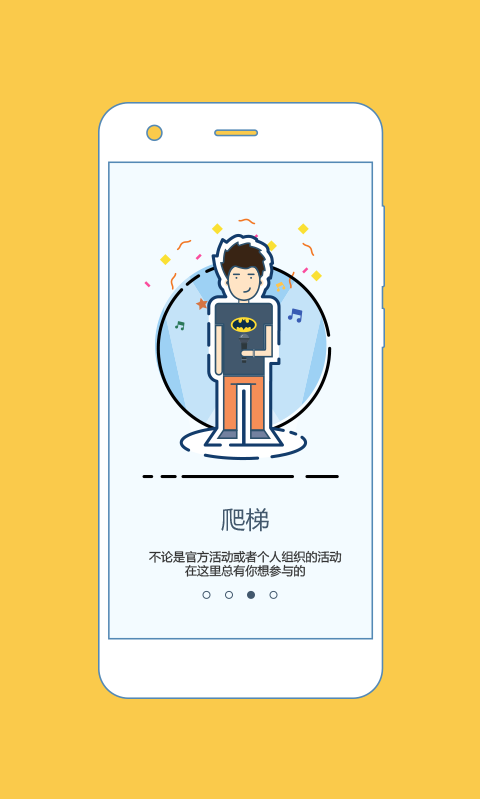 爬梯
不论是官方活动或者个人组织的活动
在这里总有你想参与的